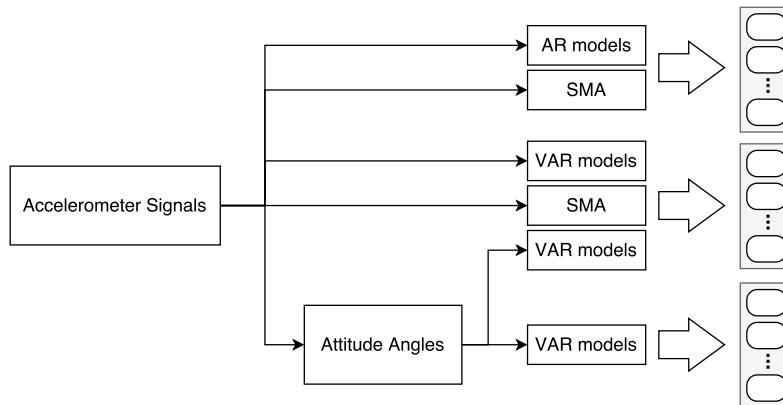 AR models
SMA
VAR models
Accelerometer Signals
SMA
VAR models
Attitude Angles
VAR models